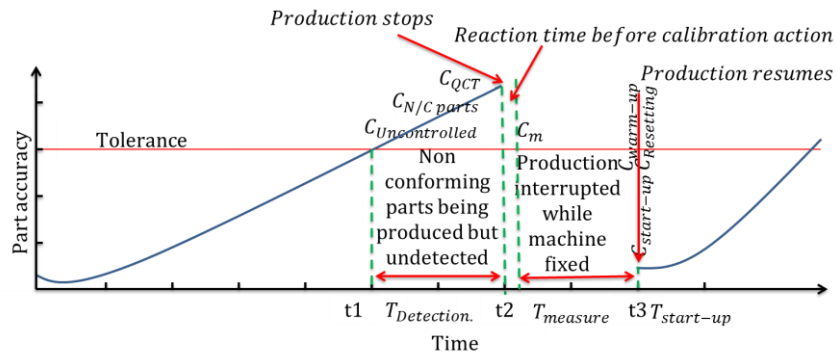 Production stops
Reaction time before calibration action
Production resumes
C_QCT
C_N/C parts
C_Uncontrolled
C_m
Tolerance
Part accuracy
Non
conforming
parts being
produced but
undetected
Production
interrupted
while
machine
fixed
C_start−up C_warm−up
C_Resetting
t1
T_Detection.
t2
T_measure
t3
T_start−up
Time